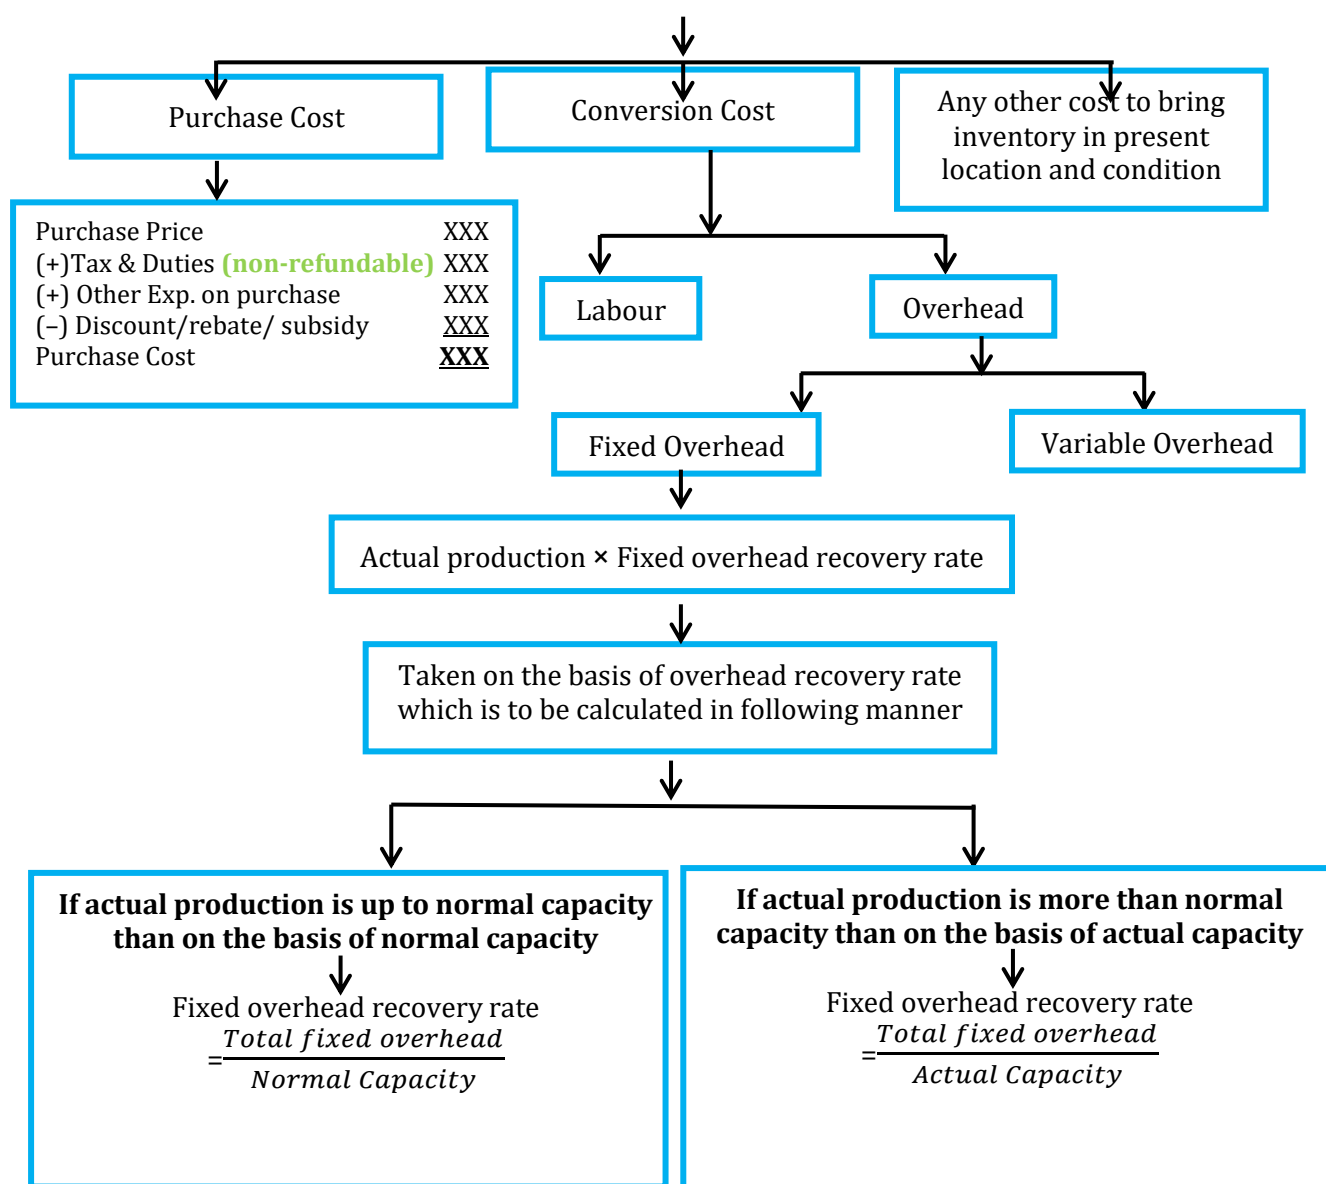 Purchase Cost
Conversion Cost
Any other cost to bring
inventory in present
location and condition
Purchase Price XXX
(+)Tax & Duties (non-refundable) XXX
(+) Other Exp. on purchase XXX
(–) Discount/rebate/ subsidy XXX
Purchase Cost XXX
Labour
Overhead
Fixed Overhead
Variable Overhead
Actual production × Fixed overhead recovery rate
Taken on the basis of overhead recovery rate
which is to be calculated in following manner
If actual production is up to normal capacity
than on the basis of normal capacity
Fixed overhead recovery rate
= Total fixed overhead
Normal Capacity
If actual production is more than normal
capacity than on the basis of actual capacity
Fixed overhead recovery rate
= Total fixed overhead
Actual Capacity